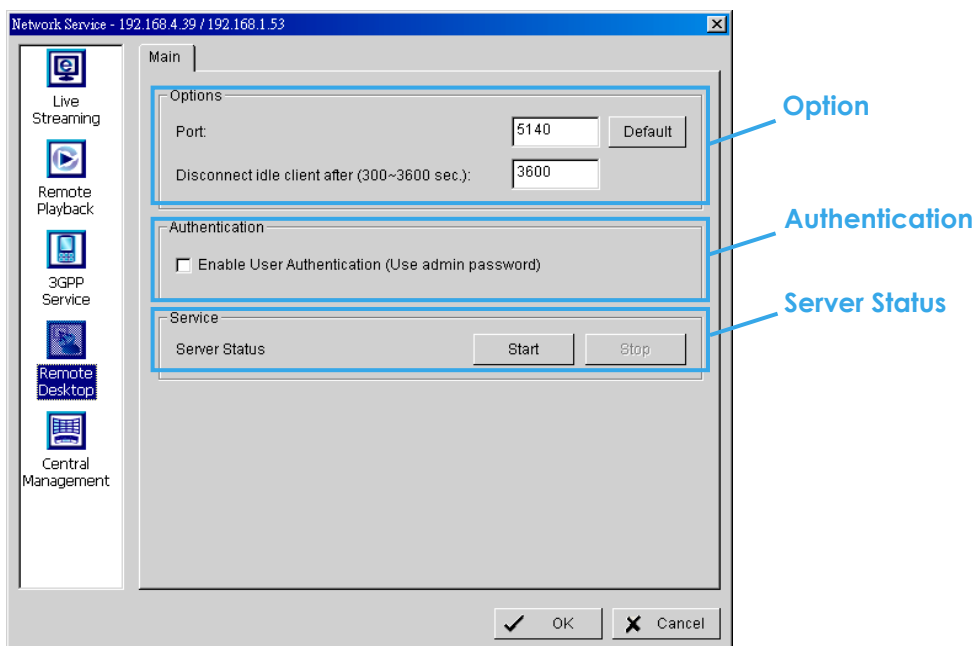 Network Service - 192.168.4.39 / 192.168.1.53
Live
Streaming
Remote
Playback
3GPP
Service
Remote
Desktop
Central
Management
Main
Options
Port:
5140
Default
Disconnect idle client after (300~3600 sec.):
3600
Authentication
Enable User Authentication (Use admin password)
Service
Server Status
Start
Stop
OK
Cancel
Option
Authentication
Server Status